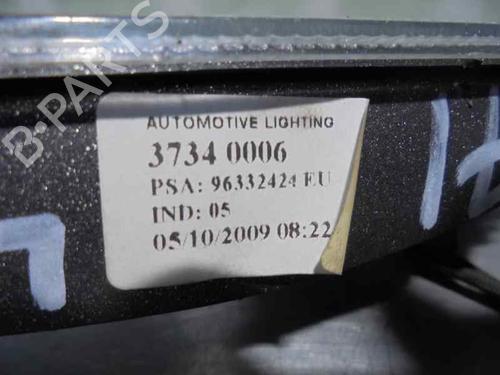 AUTOMOTIVE LIGHTING
3734 0006
PSA: 96332424 EU
IND: 05
05/10/2009 08:22
B-PARTS